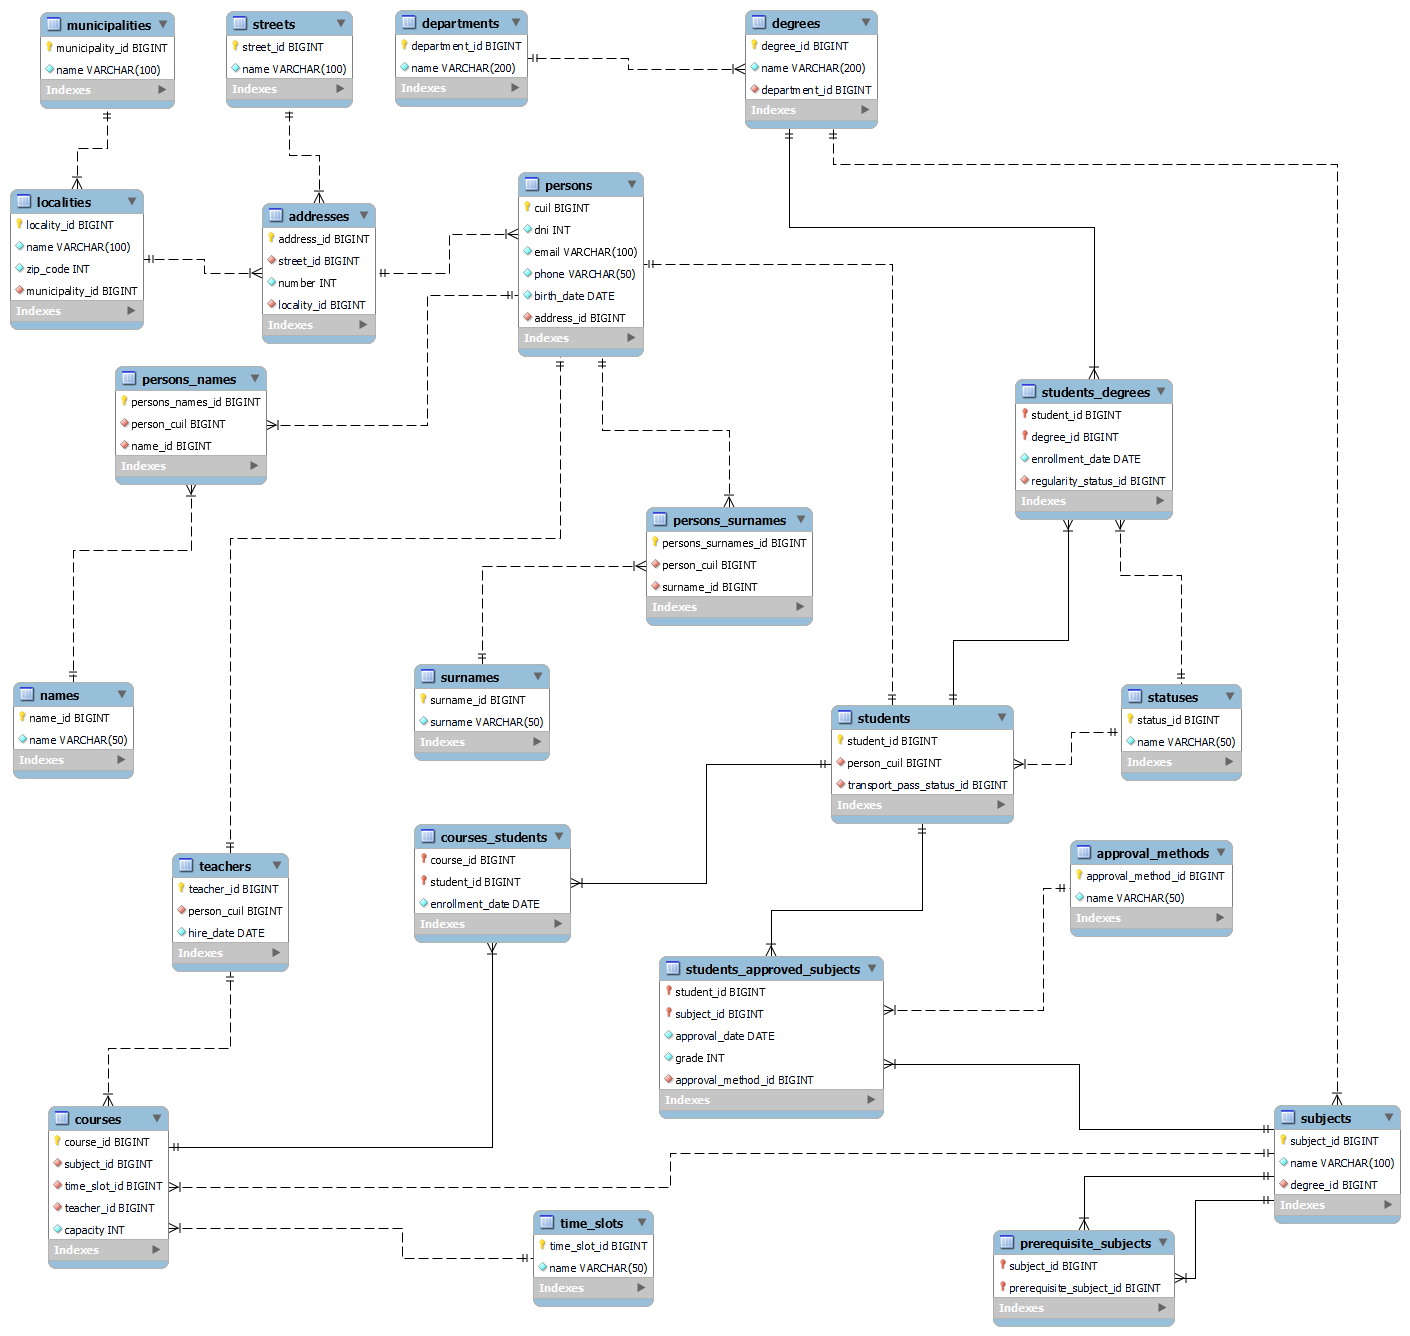 municipalities
municipality_id BIGINT
name VARCHAR(100)
Indexes
streets
street_id BIGINT
name VARCHAR(100)
Indexes
departments
department_id BIGINT
name VARCHAR(200)
Indexes
degrees
degree_id BIGINT
name VARCHAR(200)
department_id BIGINT
Indexes
localities
locality_id BIGINT
name VARCHAR(100)
zip_code INT
municipality_id BIGINT
Indexes
addresses
address_id BIGINT
street_id BIGINT
number INT
locality_id BIGINT
Indexes
persons
cuil BIGINT
dni INT
email VARCHAR(100)
phone VARCHAR(50)
birth_date DATE
address_id BIGINT
Indexes
persons_names
persons_names_id BIGINT
person_cuil BIGINT
name_id BIGINT
Indexes
students_degrees
student_id BIGINT
degree_id BIGINT
enrollment_date DATE
regularity_status_id BIGINT
Indexes
persons_surnames
persons_surnames_id BIGINT
person_cuil BIGINT
surname_id BIGINT
Indexes
names
name_id BIGINT
name VARCHAR(50)
Indexes
surnames
surname_id BIGINT
surname VARCHAR(50)
Indexes
students
student_id BIGINT
person_cuil BIGINT
transport_pass_status_id BIGINT
Indexes
statuses
status_id BIGINT
name VARCHAR(50)
Indexes
teachers
teacher_id BIGINT
person_cuil BIGINT
hire_date DATE
Indexes
courses_students
course_id BIGINT
student_id BIGINT
enrollment_date DATE
Indexes
approval_methods
approval_method_id BIGINT
name VARCHAR(50)
Indexes
students_approved_subjects
student_id BIGINT
subject_id BIGINT
approval_date DATE
grade INT
approval_method_id BIGINT
Indexes
courses
course_id BIGINT
subject_id BIGINT
time_slot_id BIGINT
teacher_id BIGINT
capacity INT
Indexes
time_slots
time_slot_id BIGINT
name VARCHAR(50)
Indexes
subjects
subject_id BIGINT
name VARCHAR(100)
degree_id BIGINT
Indexes
prerequisite_subjects
subject_id BIGINT
prerequisite_subject_id BIGINT
Indexes